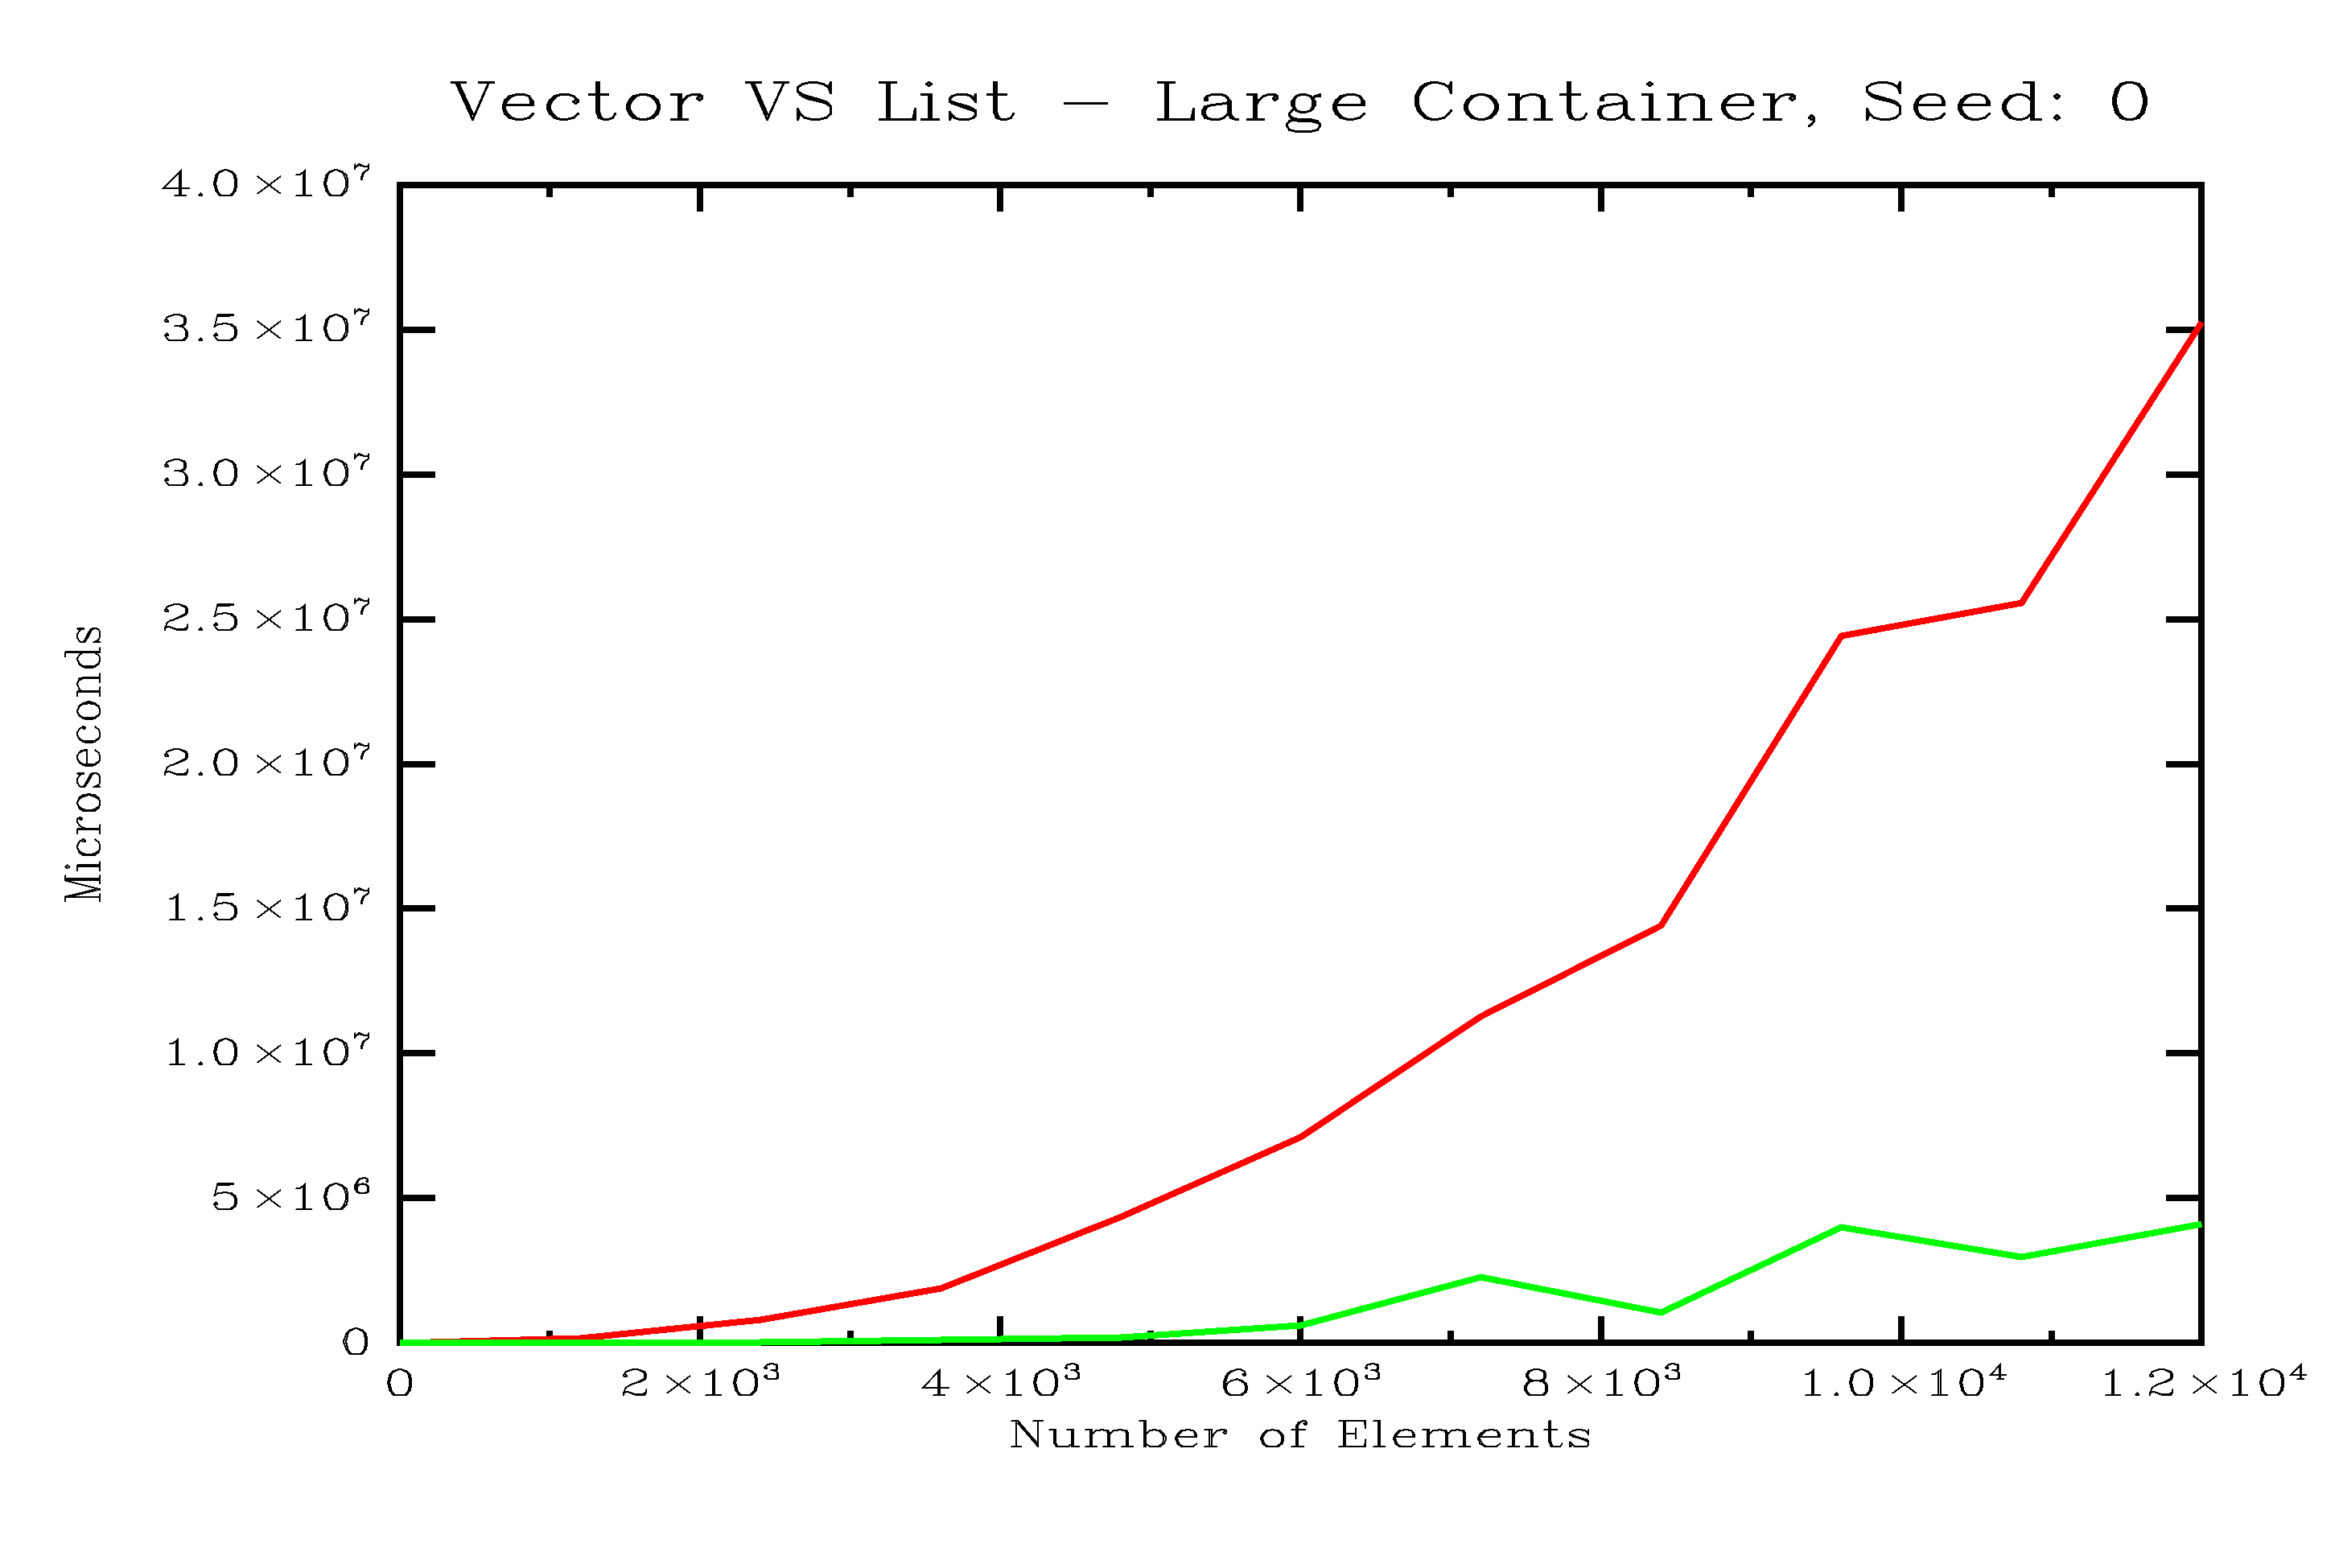 Vector VS List − Large Container, Seed: 0
4.0×10⁷
3.5×10⁷
3.0×10⁷
2.5×10⁷
2.0×10⁷
1.5×10⁷
1.0×10⁷
5×10⁶
0
Microseconds
0 2×10³ 4×10³ 6×10³ 8×10³ 1.0×10⁴ 1.2×10⁴
Number of Elements